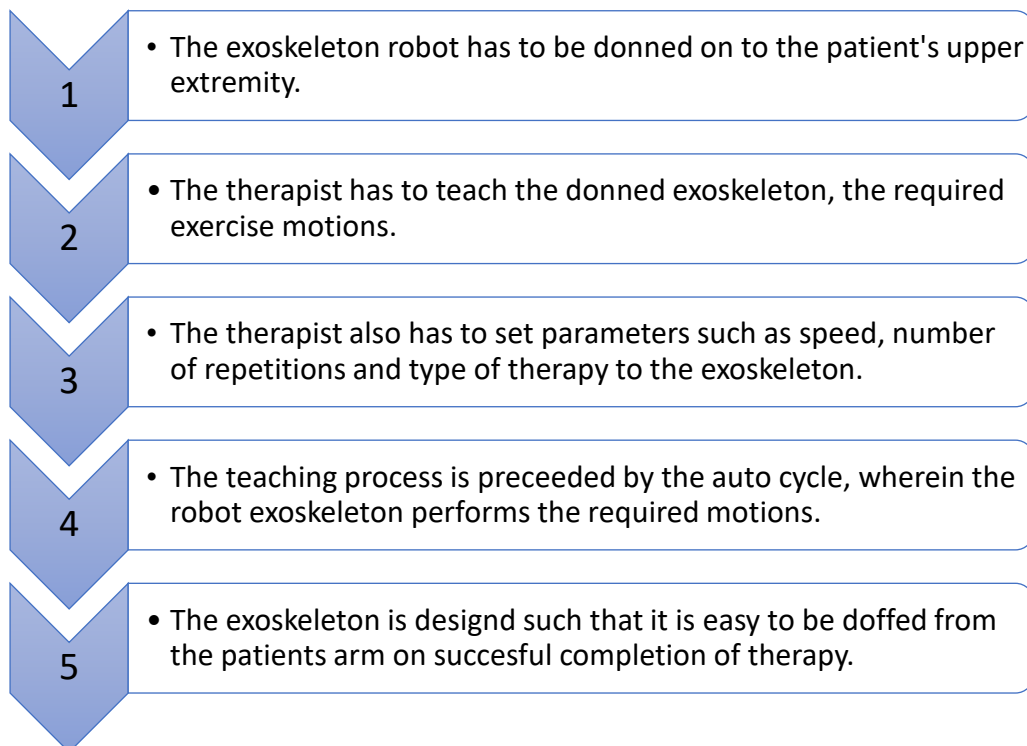 1
• The exoskeleton robot has to be donned on to the patient's upper
extremity.
2
• The therapist has to teach the donned exoskeleton, the required
exercise motions.
3
• The therapist also has to set parameters such as speed, number
of repetitions and type of therapy to the exoskeleton.
4
• The teaching process is preceeded by the auto cycle, wherein the
robot exoskeleton performs the required motions.
5
• The exoskeleton is designd such that it is easy to be doffed from
the patients arm on succesful completion of therapy.